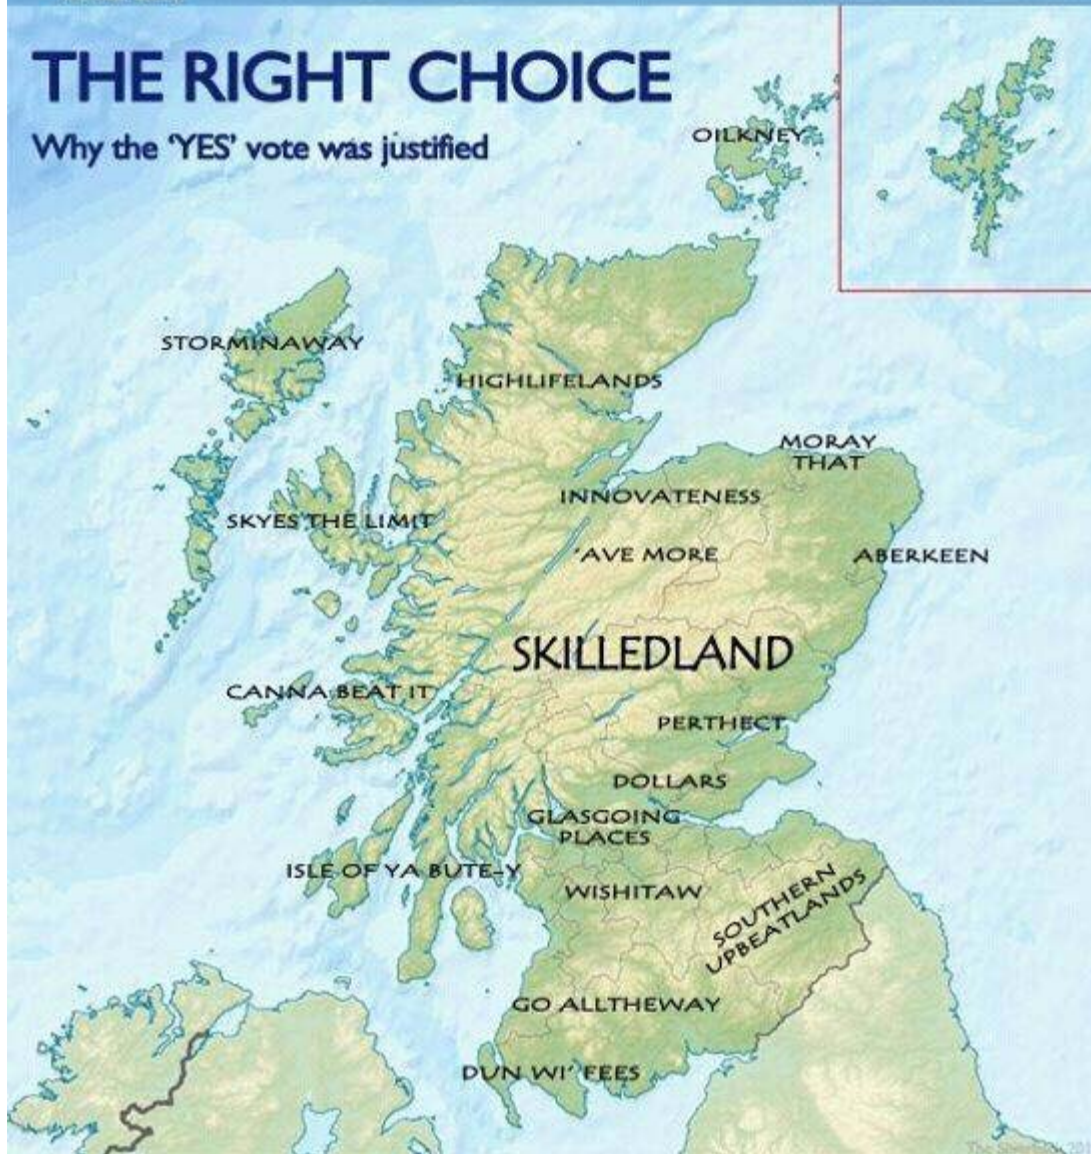 THE RIGHT CHOICE
Why the ‘YES’ vote was justified
OILKNEY
STORMINAWAY
HIGHLIFELANDS
MORAY
THAT
INNOVATENESS
SKYES THE LIMIT
'AVE MORE
ABERKEEN
SKILLEDLAND
CANNA BEAT IT
PERTHECT
DOLLARS
GLASGOING
PLACES
ISLE OF YA BUTE-Y
WISHITAW
SOUTHERN
UPBEATLANDS
GO ALLTHEWAY
DUN WI' FEES